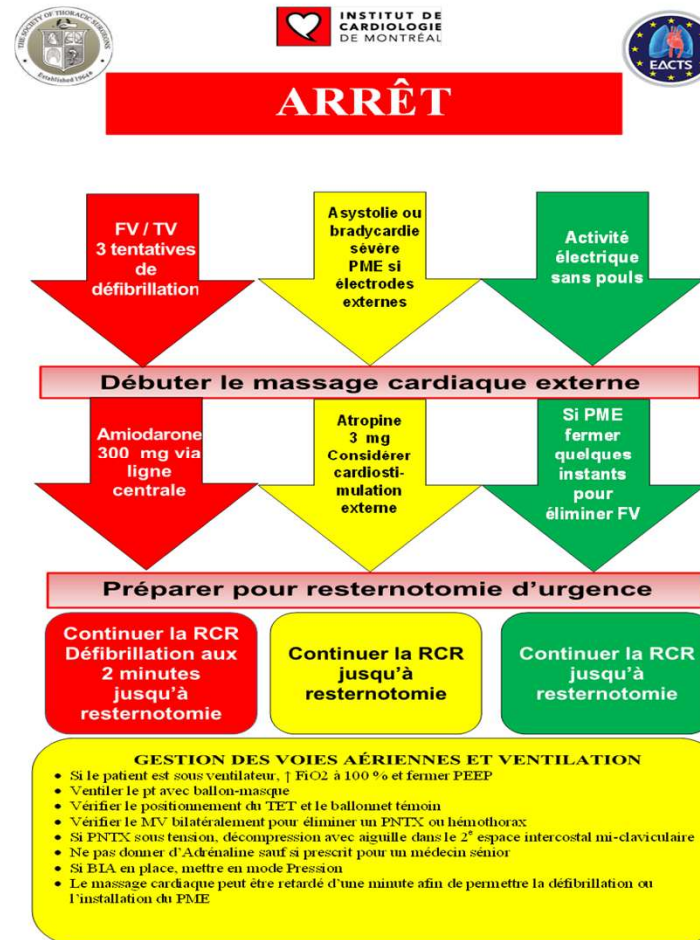 THE SOCIETY OF THORACIC SURGEONS
Established 1964
INSTITUT DE
CARDIOLOGIE
DE MONTRÉAL
EACTS
ARRÊT
FV / TV
3 tentatives
de
défibrillation
Asystolie ou
bradycardie
sévère
PME si
électrodes
externes
Activité
électrique
sans pouls
Débuter le massage cardiaque externe
Amiodarone
300 mg via
ligne
centrale
Atropine
3 mg
Considérer
cardiosti-
mulation
externe
Si PME
fermer
quelques
instants
pour
éliminer FV
Préparer pour resternotomie d'urgence
Continuer la RCR
Défibrillation aux
2 minutes
jusqu'à
resternotomie
Continuer la RCR
jusqu'à
resternotomie
Continuer la RCR
jusqu'à
resternotomie
GESTION DES VOIES AÉRIENNES ET VENTILATION
• Si le patient est sous ventilateur, ↑ FiO2 à 100 % et fermer PEEP
• Ventiler le pt avec ballon-masque
• Vérifier le positionnement du TET et le ballonnet témoin
• Vérifier le MV bilatéralement pour éliminer un PNTX ou hémothorax
• Si PNTX sous tension, décompression avec aiguille dans le 2e espace intercostal mi-claviculaire
• Ne pas donner d'Adrénaline sauf si prescrit pour un médecin sénior
• Si BIA en place, mettre en mode Pression
• Le massage cardiaque peut être retardé d'une minute afin de permettre la défibrillation ou
l'installation du PME